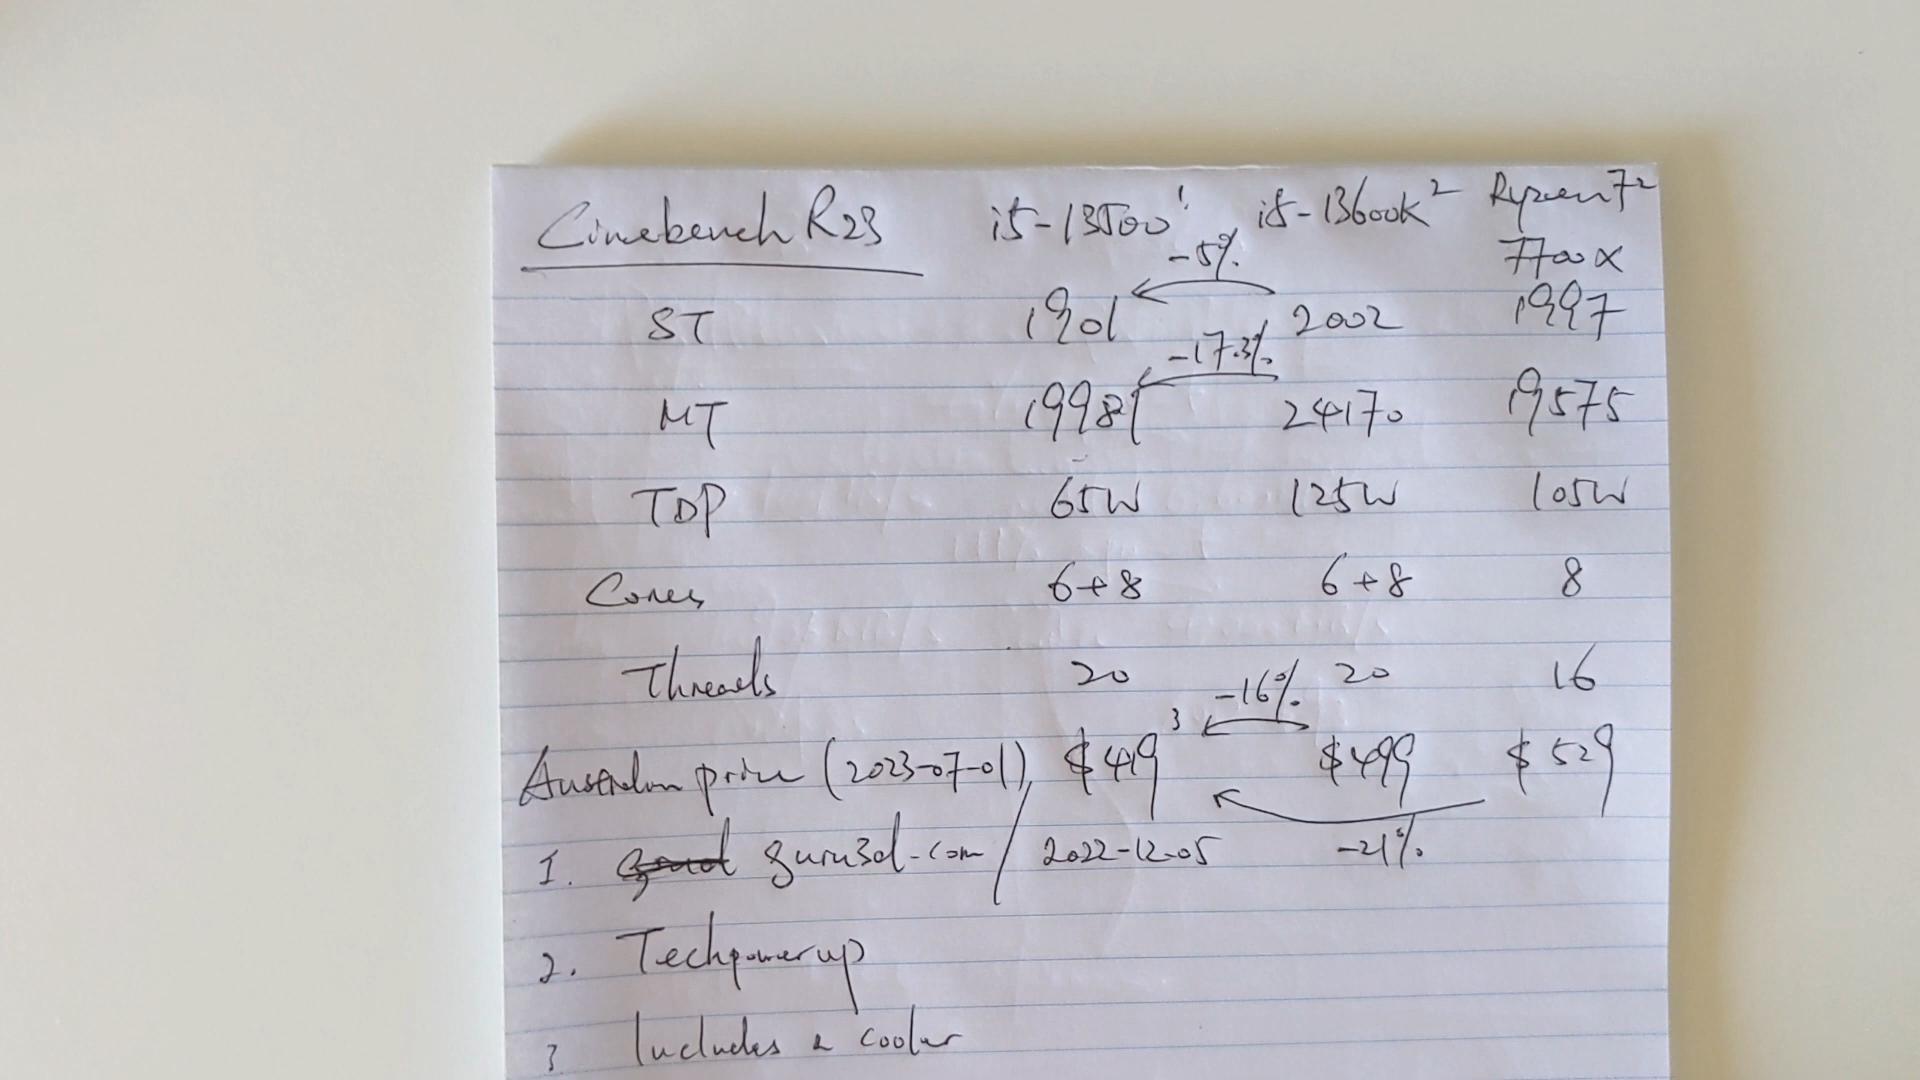 Cinebench R23 i5-13500¹ i5-13600K² Ryzen 7²
7700X
-5%
ST 1901 2002 1997
-17.3%
MT 19981 24170 19575
TDP 65W 125W 105W
Cores 6+8 6+8 8
Threads 20 20 16
-16%
Australian price (2023-07-01) $419³ $499 $529
-21%
1. guru3d.com / 2022-12-05
2. Techpowerup
3 Includes a cooler